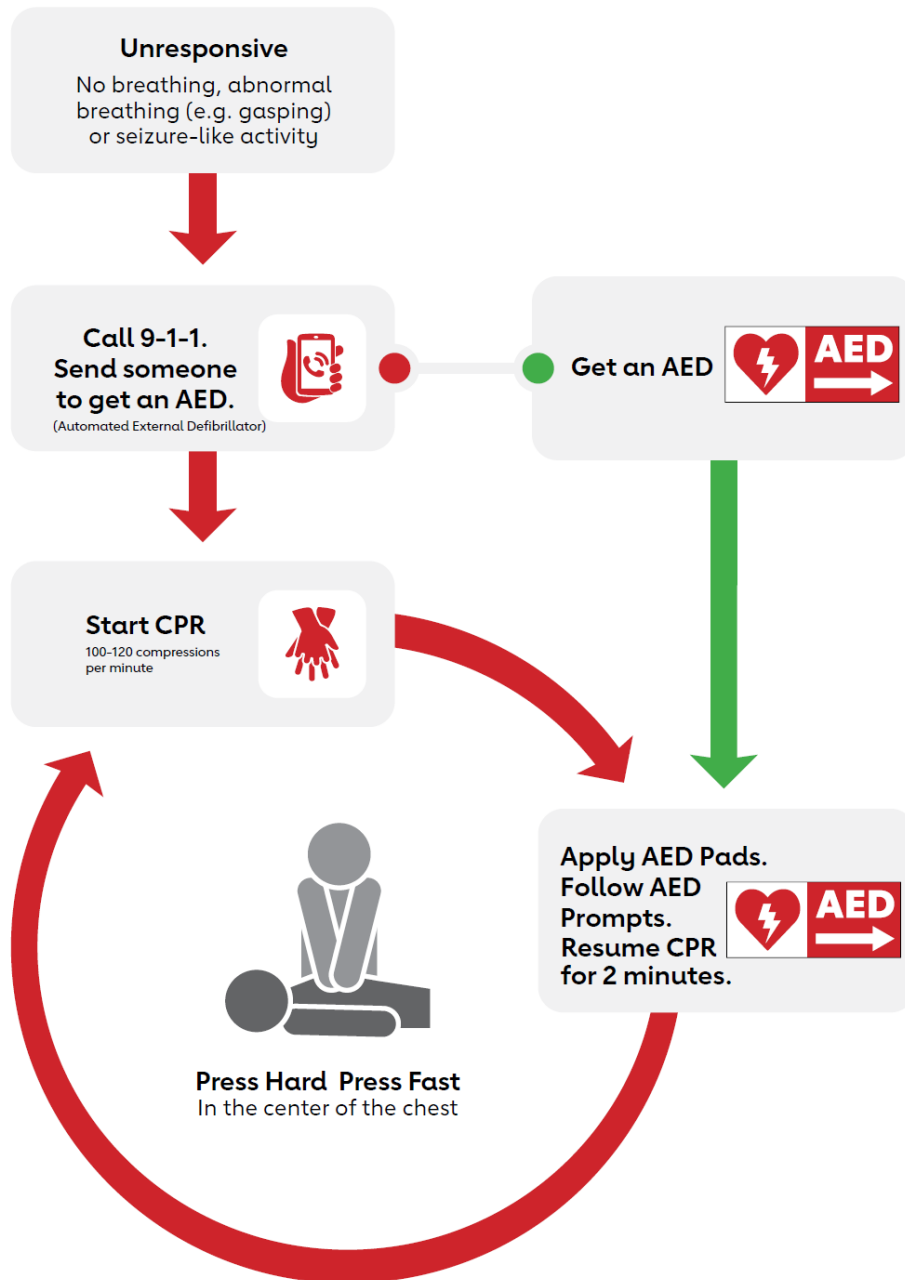 Unresponsive
No breathing, abnormal
breathing (e.g. gasping)
or seizure-like activity
Call 9-1-1.
Send someone
to get an AED.
(Automated External Defibrillator)
Get an AED
AED
Start CPR
100-120 compressions
per minute
Apply AED Pads.
Follow AED
Prompts.
Resume CPR
for 2 minutes.
AED
Press Hard Press Fast
In the center of the chest